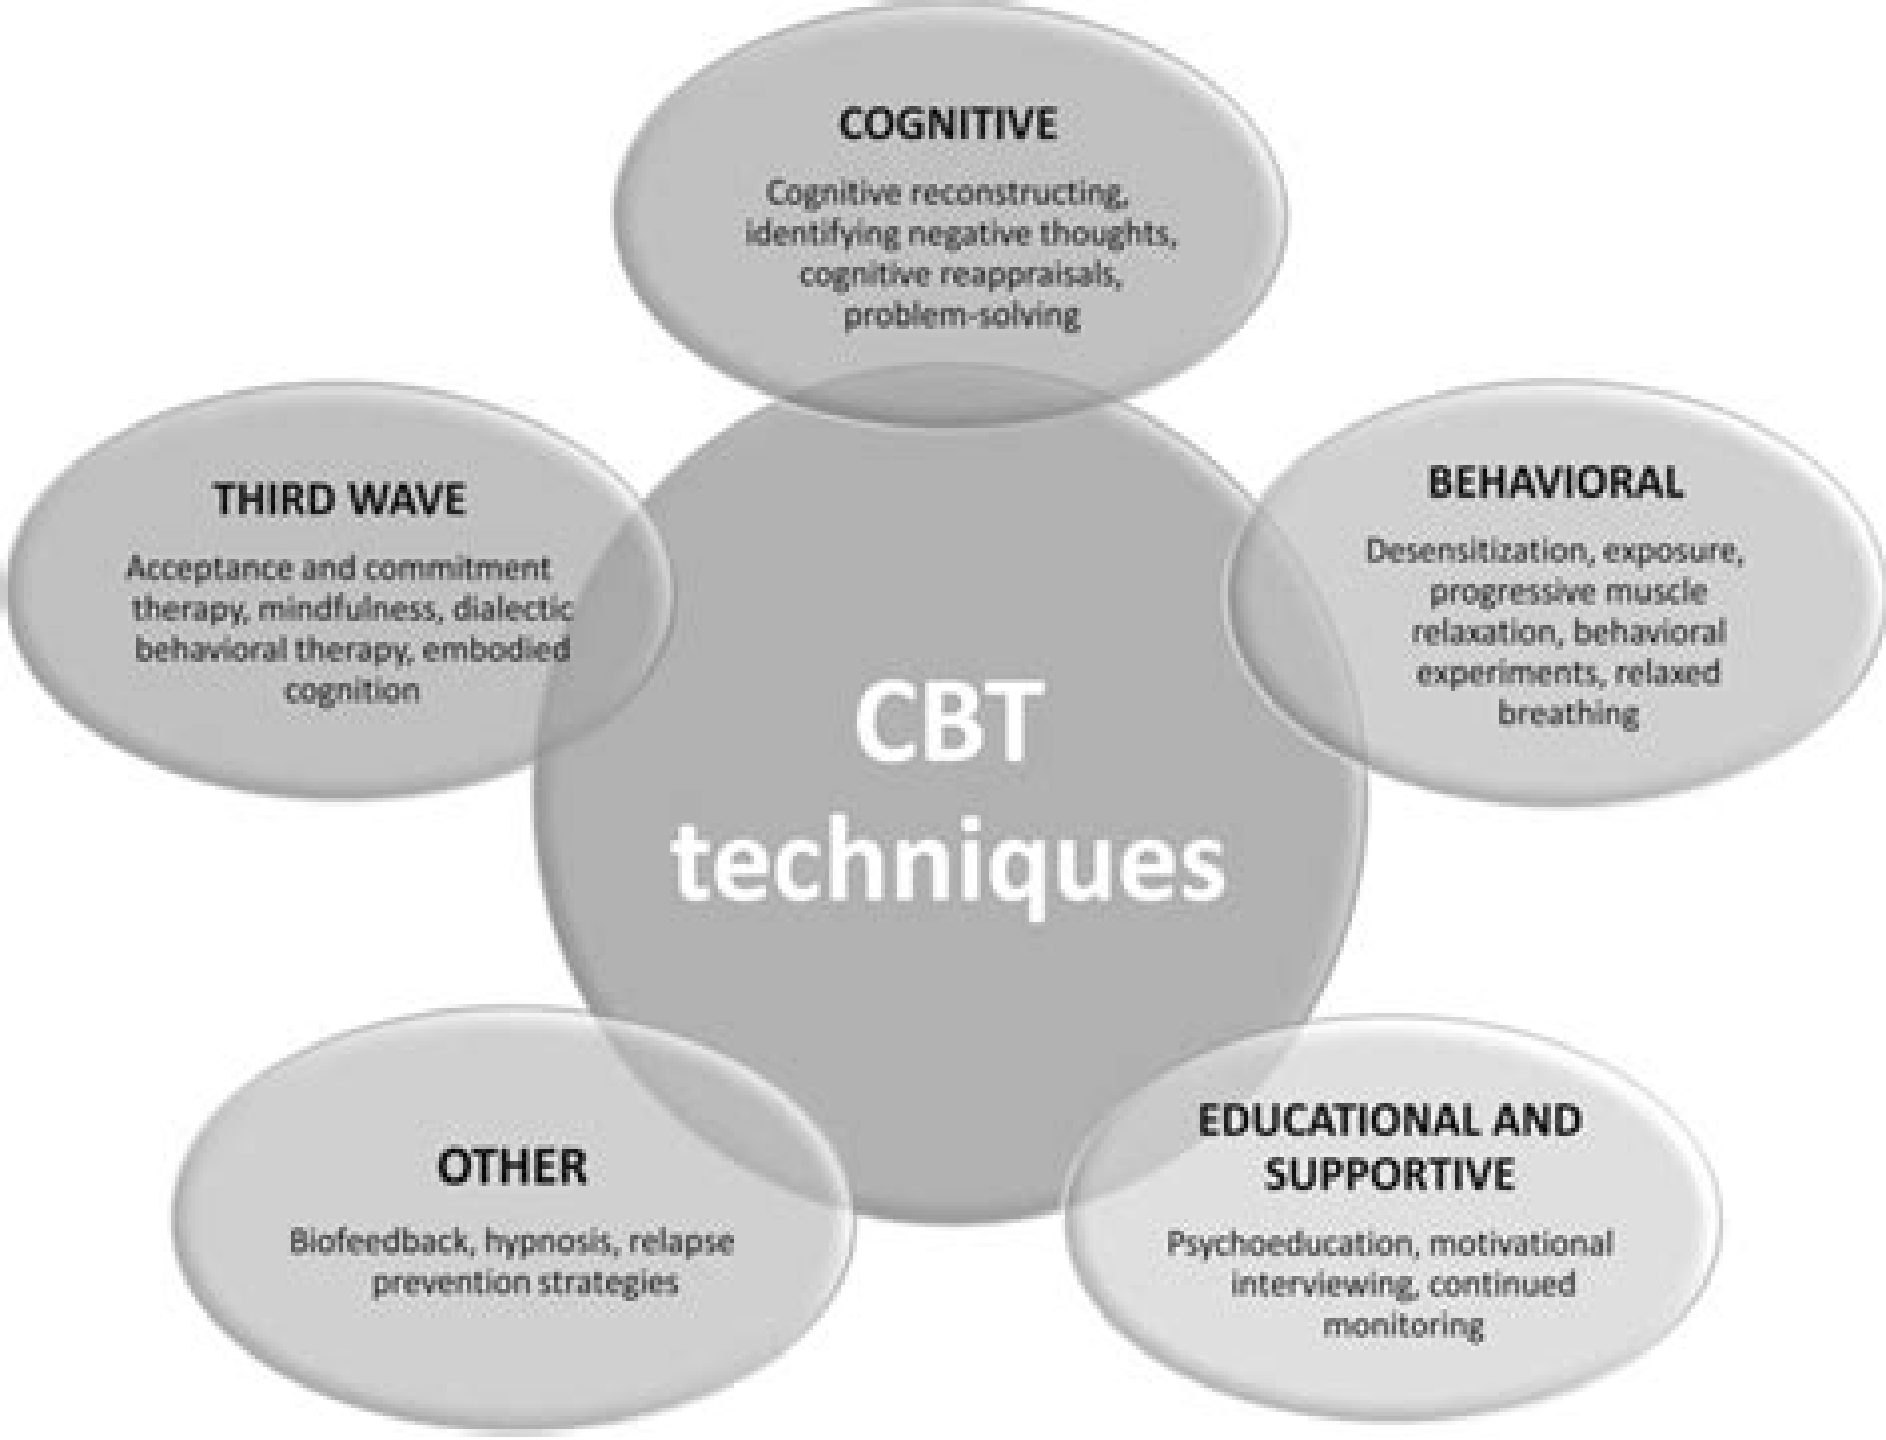 COGNITIVE
Cognitive reconstructing,
identifying negative thoughts,
cognitive reappraisals,
problem-solving
THIRD WAVE
Acceptance and commitment
therapy, mindfulness, dialectic
behavioral therapy, embodied
cognition
BEHAVIORAL
Desensitization, exposure,
progressive muscle
relaxation, behavioral
experiments, relaxed
breathing
CBT
techniques
OTHER
Biofeedback, hypnosis, relapse
prevention strategies
EDUCATIONAL AND
SUPPORTIVE
Psychoeducation, motivational
interviewing, continued
monitoring